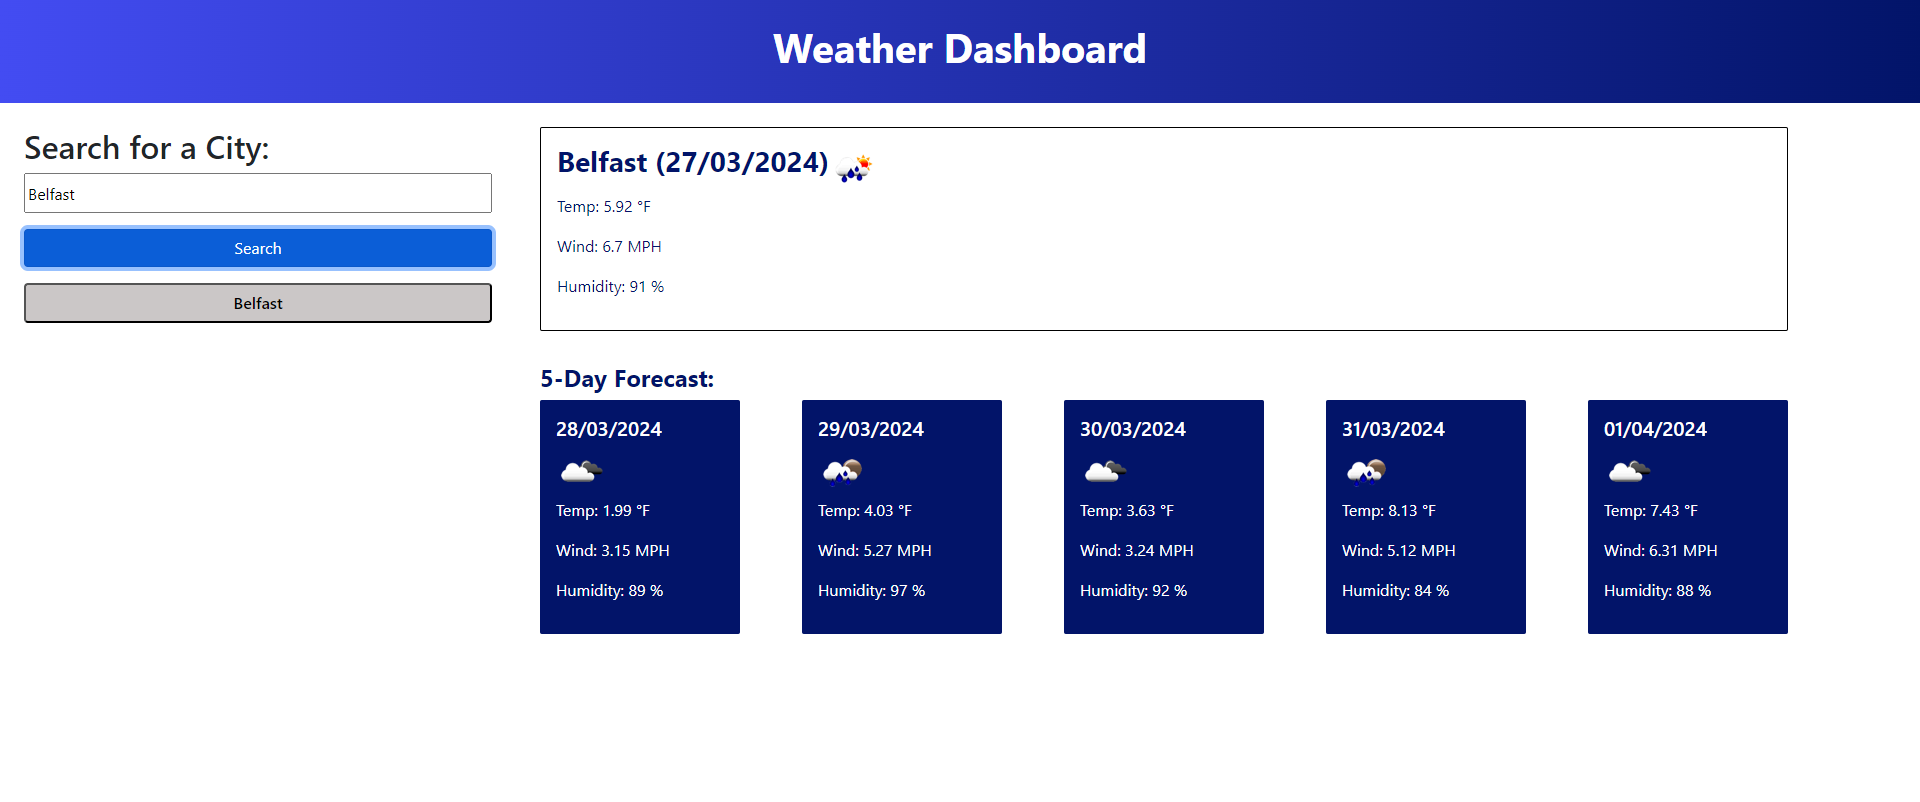 Weather Dashboard
Search for a City:
Belfast
Search
Belfast
Belfast (27/03/2024)
Temp: 5.92 °F
Wind: 6.7 MPH
Humidity: 91 %
5-Day Forecast:
28/03/2024
Temp: 1.99 °F
Wind: 3.15 MPH
Humidity: 89 %
29/03/2024
Temp: 4.03 °F
Wind: 5.27 MPH
Humidity: 97 %
30/03/2024
Temp: 3.63 °F
Wind: 3.24 MPH
Humidity: 92 %
31/03/2024
Temp: 8.13 °F
Wind: 5.12 MPH
Humidity: 84 %
01/04/2024
Temp: 7.43 °F
Wind: 6.31 MPH
Humidity: 88 %